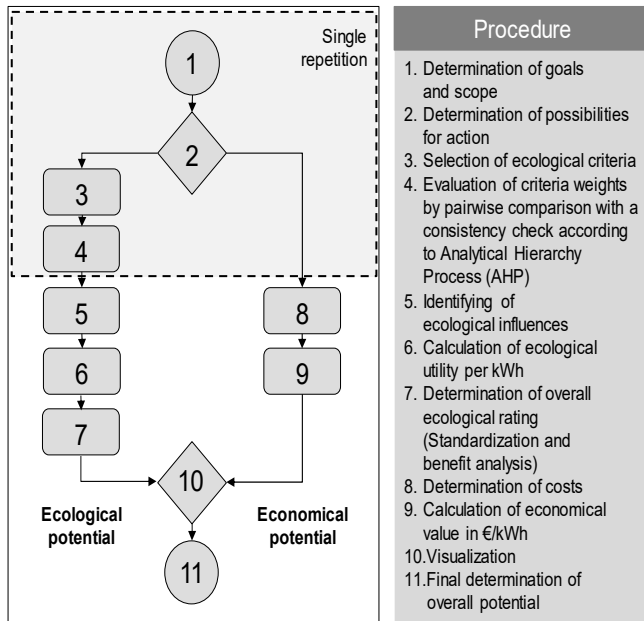 Single
repetition
1
2
3
4
5
6
7
8
9
10
11
Ecological
potential
Economical
potential
Procedure
1. Determination of goals
and scope
2. Determination of possibilities
for action
3. Selection of ecological criteria
4. Evaluation of criteria weights
by pairwise comparison with a
consistency check according
to Analytical Hierarchy
Process (AHP)
5. Identifying of
ecological influences
6. Calculation of ecological
utility per kWh
7. Determination of overall
ecological rating
(Standardization and
benefit analysis)
8. Determination of costs
9. Calculation of economical
value in €/kWh
10.Visualization
11.Final determination of
overall potential